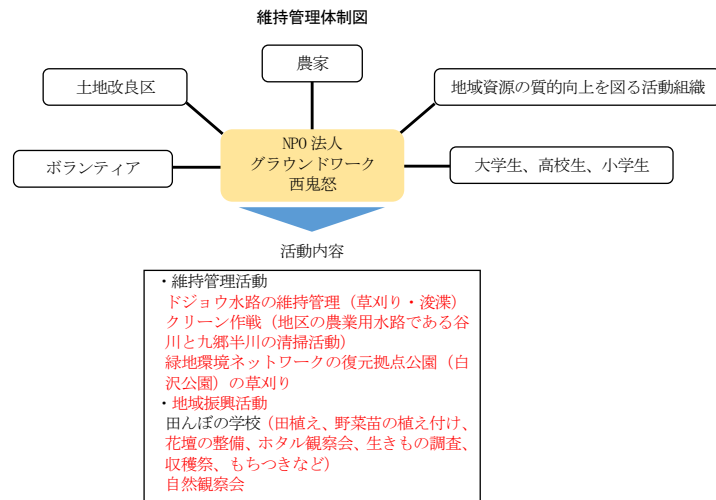 維持管理体制図
農家
土地改良区
地域資源の質的向上を図る活動組織
NPO 法人
グラウンドワーク
西鬼怒
ボランティア
大学生、高校生、小学生
活動内容
・維持管理活動
ドジョウ水路の維持管理（草刈り・浚渫）
クリーン作戦（地区の農業用水路である谷
川と九郷半川の清掃活動）
緑地環境ネットワークの復元拠点公園（白
沢公園）の草刈り
・地域振興活動
田んぼの学校（田植え、野菜苗の植え付け、
花壇の整備、ホタル観察会、生きもの調査、
収穫祭、もちつきなど）
自然観察会